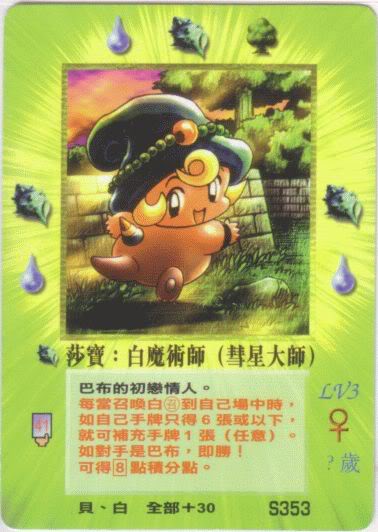 莎寶：白魔術師（彗星大師）
巴布的初戀情人。
每當召喚白到自己場中時，
如自己手牌只得6張或以下，
就可補充手牌1張（任意）。
如對手是巴布，即勝！
可得8點積分點。
LV3
♀
?歲
貝、白 全部+30
S353